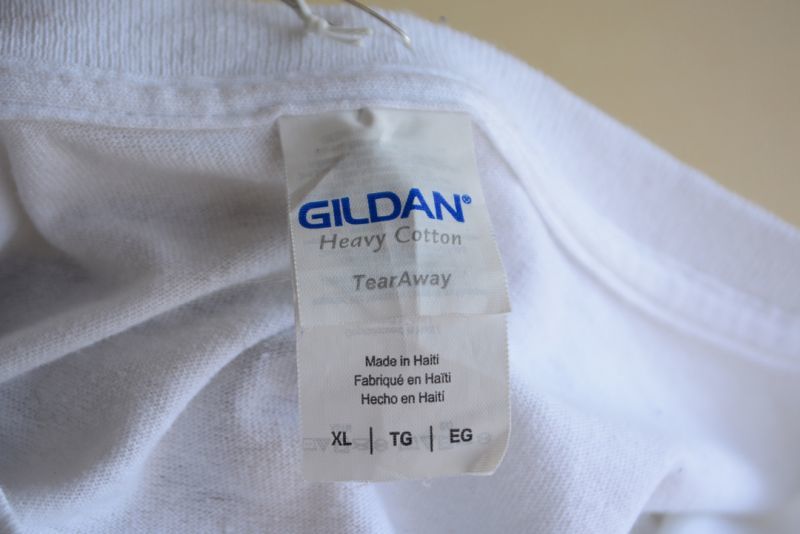 GILDAN®
Heavy Cotton
TearAway
Made in Haiti
Fabriqué en Haïti
Hecho en Haití
XL | TG | EG